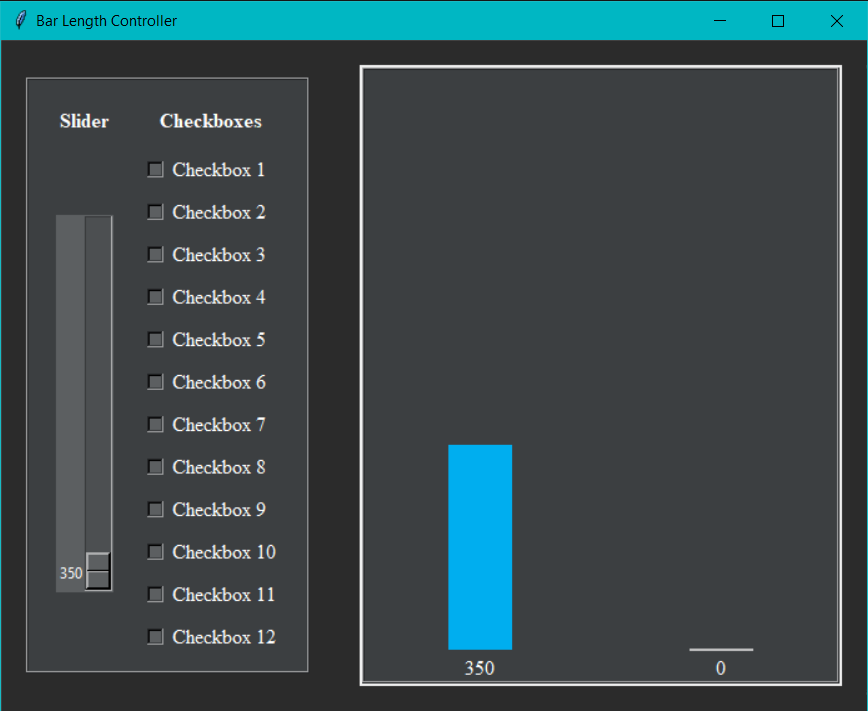 Bar Length Controller
Slider
Checkboxes
Checkbox 1
Checkbox 2
Checkbox 3
Checkbox 4
Checkbox 5
Checkbox 6
Checkbox 7
Checkbox 8
Checkbox 9
Checkbox 10
Checkbox 11
Checkbox 12
350
350
0